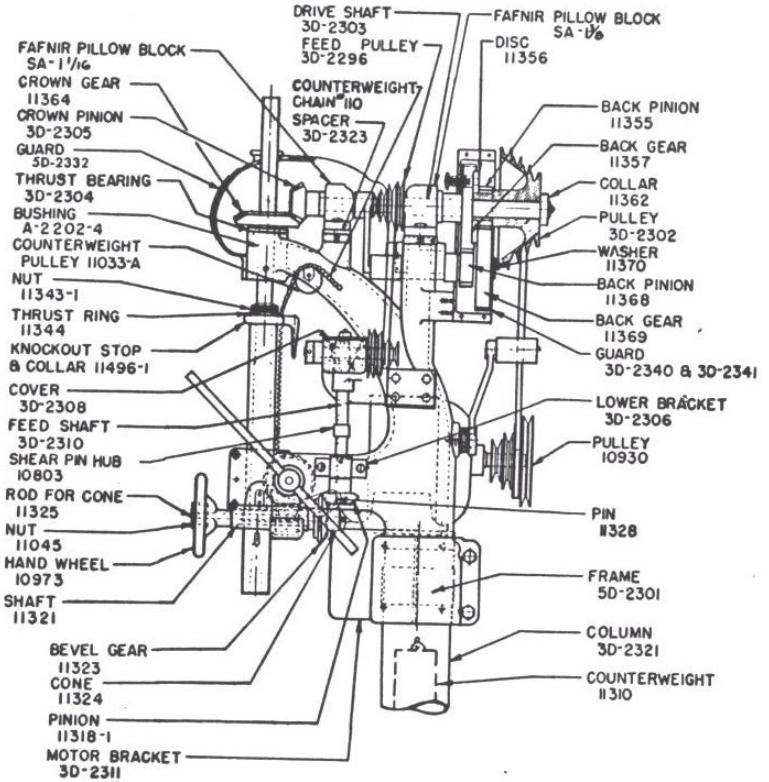 DRIVE SHAFT
3D-2303
FEED PULLEY
3D-2296
FAFNIR PILLOW BLOCK
SA-1⅜
DISC
11356
FAFNIR PILLOW BLOCK
SA-1 1/16
CROWN GEAR
11364
CROWN PINION
3D-2305
GUARD
5D-2332
THRUST BEARING
3D-2304
BUSHING
A-2202-4
COUNTERWEIGHT
PULLEY 11033-A
NUT
11343-1
THRUST RING
11344
KNOCKOUT STOP
& COLLAR 11496-1
COVER
3D-2308
FEED SHAFT
3D-2310
SHEAR PIN HUB
10803
ROD FOR CONE
11325
NUT
11045
HAND WHEEL
10973
SHAFT
11321
BEVEL GEAR
11323
CONE
11324
PINION
11318-1
MOTOR BRACKET
3D-2311
COUNTERWEIGHT
CHAIN #110
SPACER
3D-2323
BACK PINION
11355
BACK GEAR
11357
COLLAR
11362
PULLEY
3D-2302
WASHER
11370
BACK PINION
11368
BACK GEAR
11369
GUARD
3D-2340 & 3D-2341
LOWER BRACKET
3D-2306
PULLEY
10930
PIN
11328
FRAME
5D-2301
COLUMN
3D-2321
COUNTERWEIGHT
11310